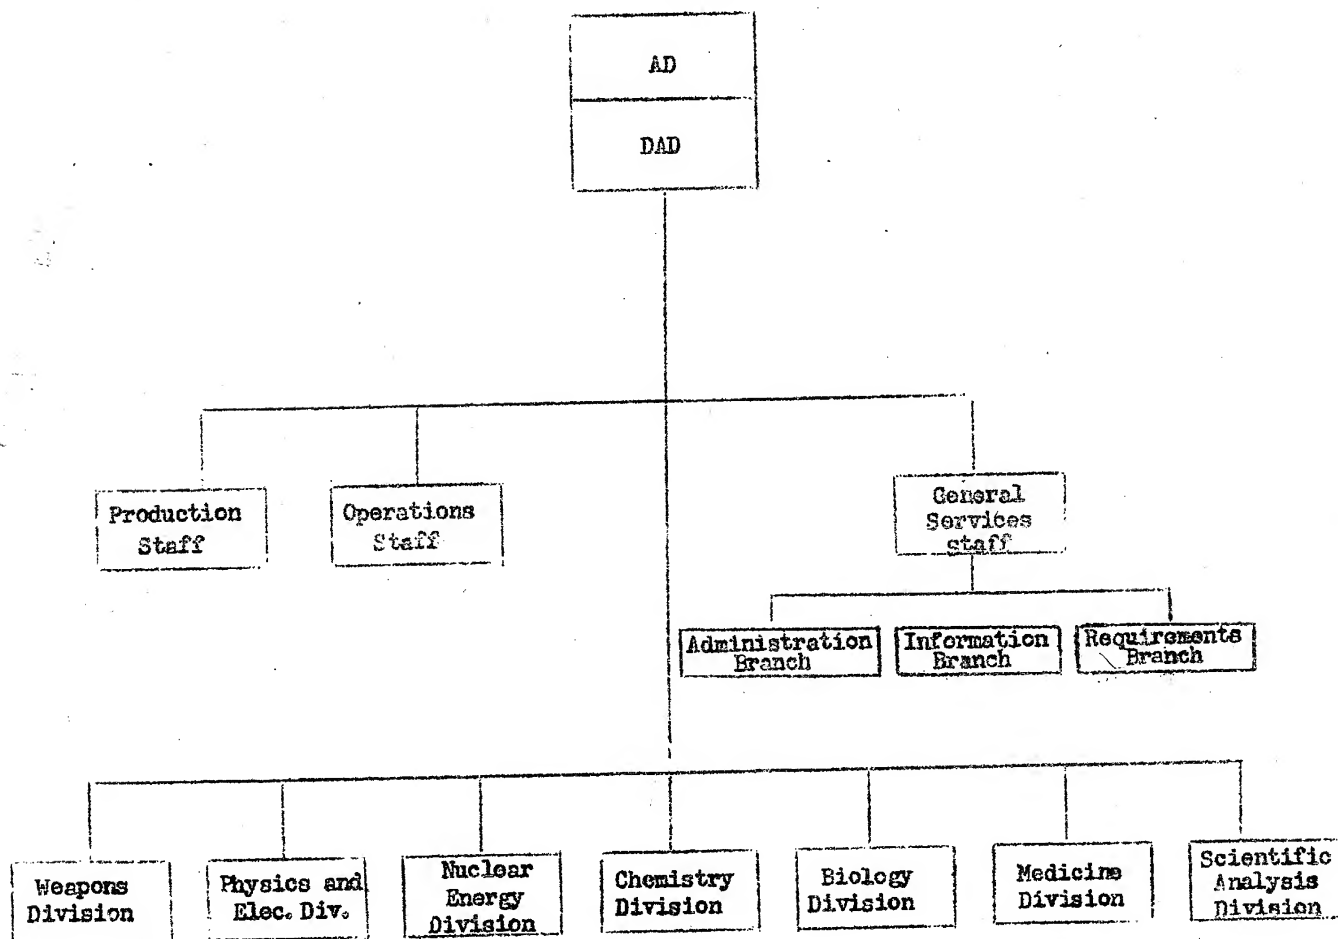 AD
DAD
Production
Staff
Operations
Staff
General
Services
staff
Administration
Branch
Information
Branch
Requirements
Branch
Weapons
Division
Physics and
Elec. Div.
Nuclear
Energy
Division
Chemistry
Division
Biology
Division
Medicine
Division
Scientific
Analysis
Division